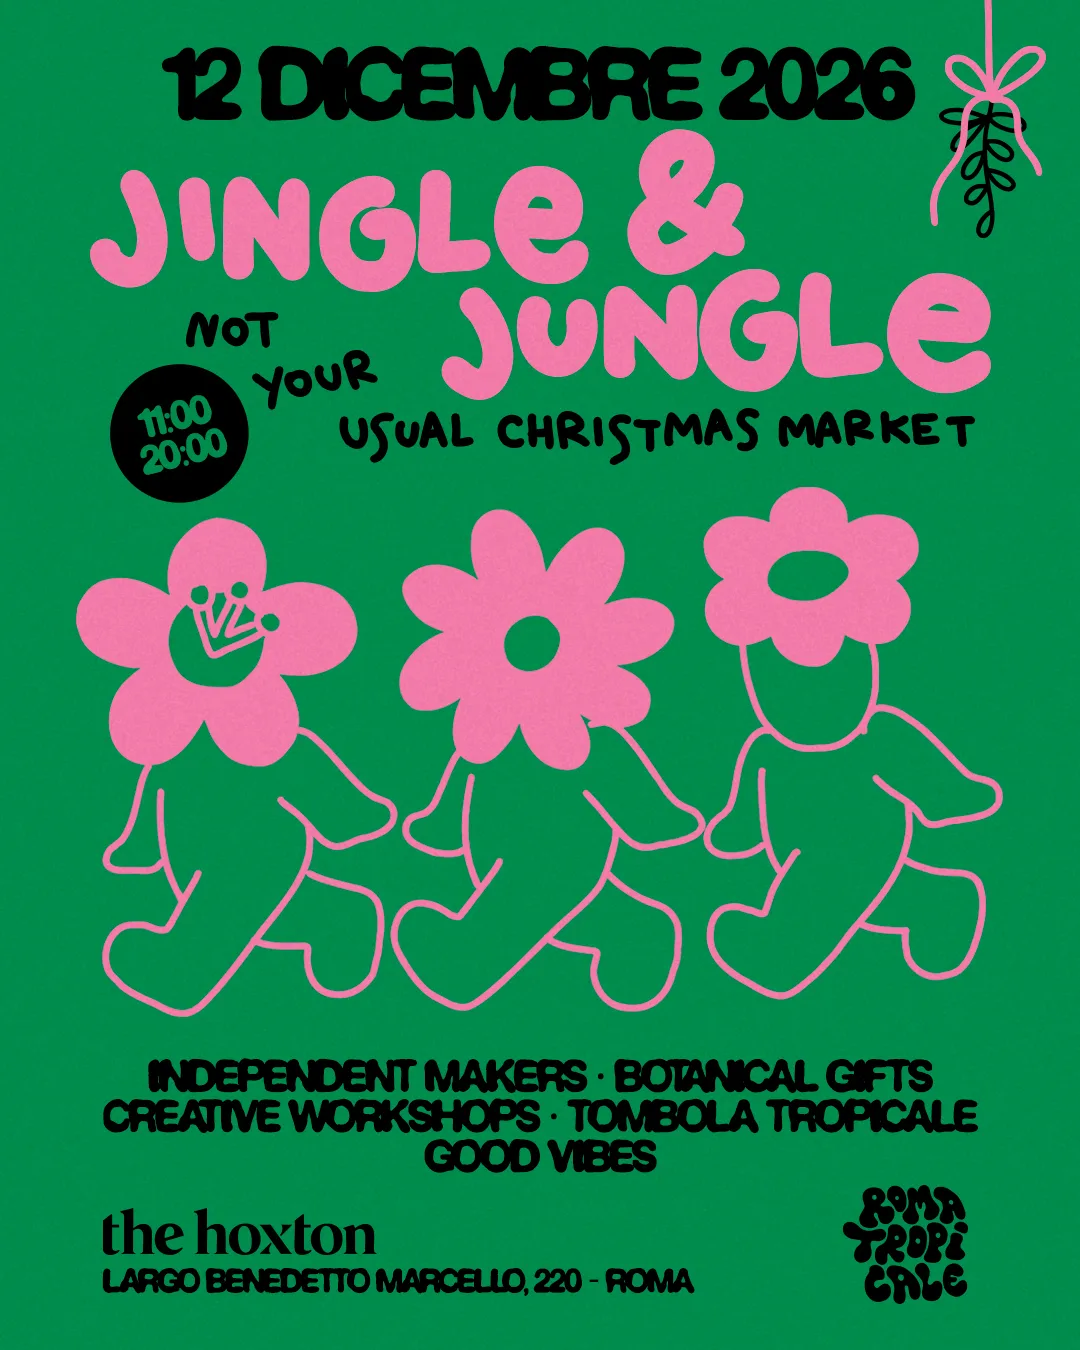 12 DICEMBRE 2026
JINGLE &
JUNGLE
NOT
YOUR
USUAL CHRISTMAS MARKET
11:00
20:00
INDEPENDENT MAKERS · BOTANICAL GIFTS
CREATIVE WORKSHOPS · TOMBOLA TROPICALE
GOOD VIBES
the hoxton
LARGO BENEDETTO MARCELLO, 220 - ROMA
ROMA
TROPI
CALE